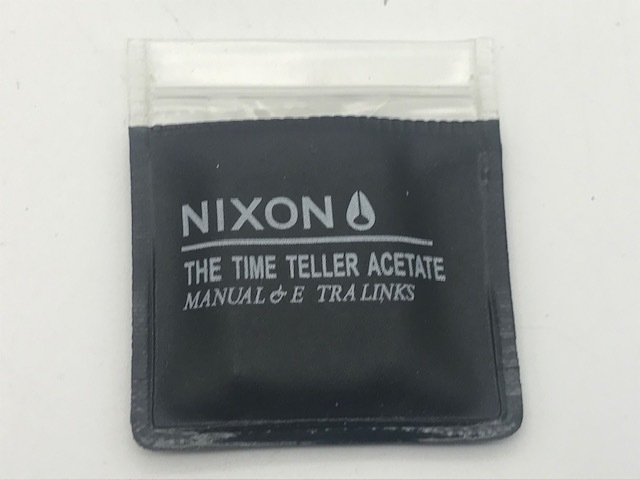 NIXON
THE TIME TELLER ACETATE
MANUAL & E TRA LINKS